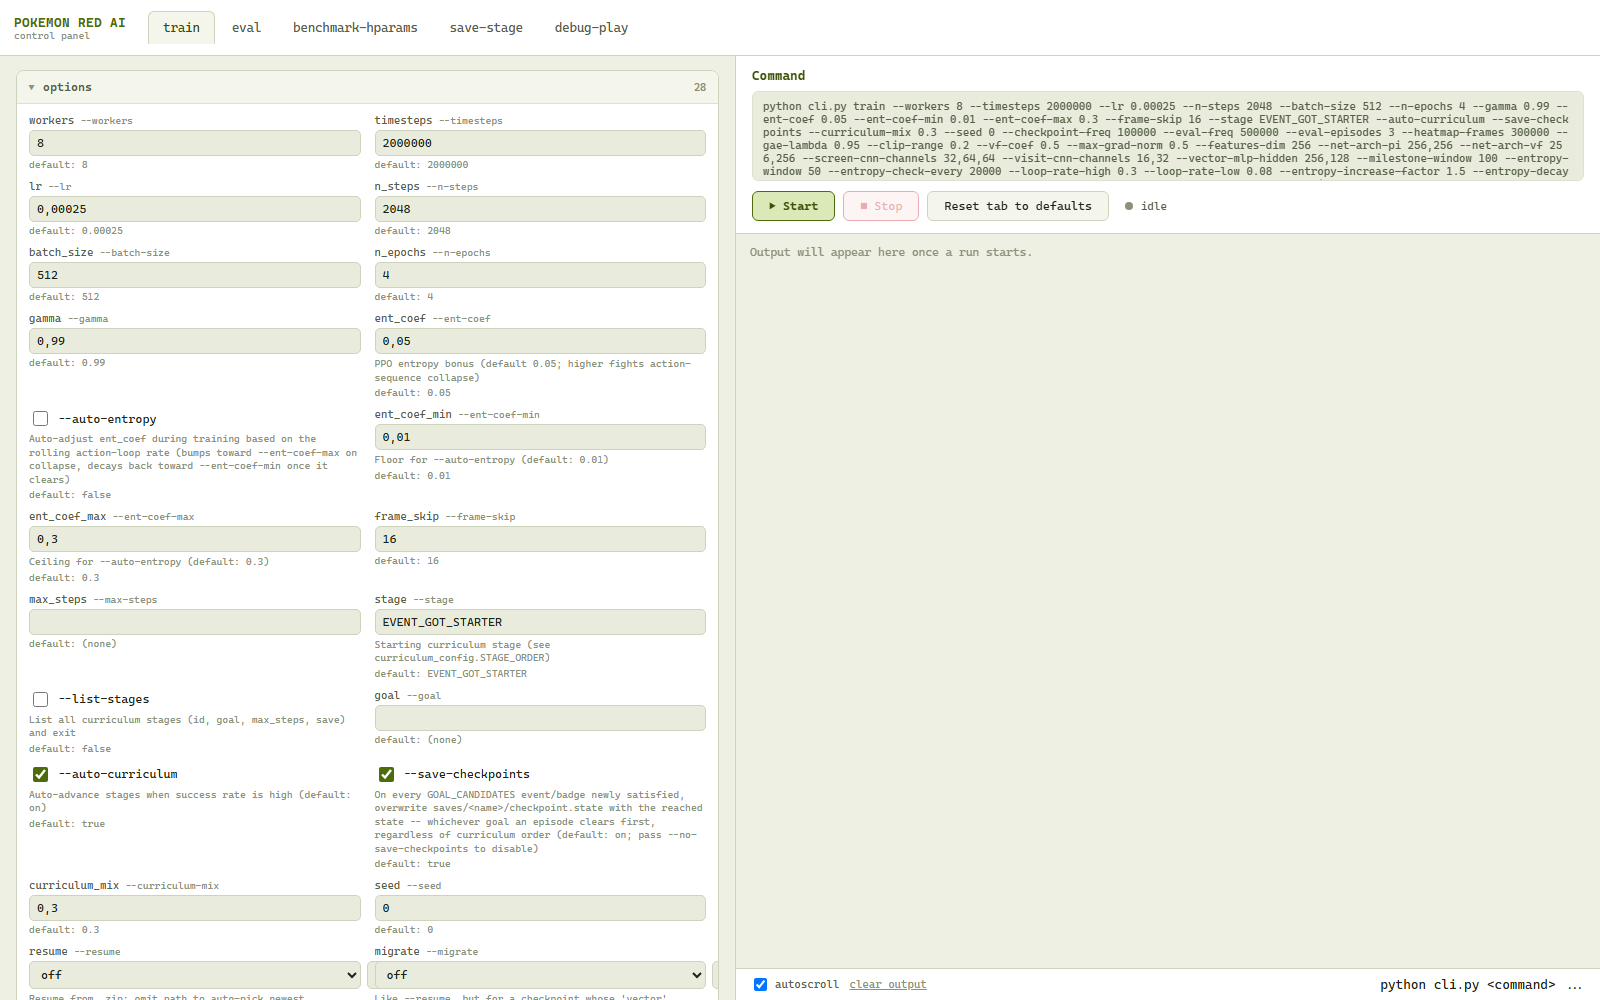 POKEMON RED AI
control panel
train
eval
benchmark-hparams
save-stage
debug-play
▼ options
28
workers --workers
8
default: 8
timesteps --timesteps
2000000
default: 2000000
lr --lr
0,00025
default: 0.00025
n_steps --n-steps
2048
default: 2048
batch_size --batch-size
512
default: 512
n_epochs --n-epochs
4
default: 4
gamma --gamma
0,99
default: 0.99
ent_coef --ent-coef
0,05
PPO entropy bonus (default 0.05; higher fights action-
sequence collapse)
default: 0.05
--auto-entropy
Auto-adjust ent_coef during training based on the
rolling action-loop rate (bumps toward --ent-coef-max on
collapse, decays back toward --ent-coef-min once it
clears)
default: false
ent_coef_min --ent-coef-min
0,01
Floor for --auto-entropy (default: 0.01)
default: 0.01
ent_coef_max --ent-coef-max
0,3
Ceiling for --auto-entropy (default: 0.3)
default: 0.3
frame_skip --frame-skip
16
default: 16
max_steps --max-steps
default: (none)
stage --stage
EVENT_GOT_STARTER
Starting curriculum stage (see
curriculum_config.STAGE_ORDER)
default: EVENT_GOT_STARTER
--list-stages
List all curriculum stages (id, goal, max_steps, save)
and exit
default: false
goal --goal
default: (none)
--auto-curriculum
Auto-advance stages when success rate is high (default:
on)
default: true
--save-checkpoints
On every GOAL_CANDIDATES event/badge newly satisfied,
overwrite saves/<name>/checkpoint.state with the reached
state -- whichever goal an episode clears first,
regardless of curriculum order (default: on; pass --no-
save-checkpoints to disable)
default: true
curriculum_mix --curriculum-mix
0,3
default: 0.3
seed --seed
0
default: 0
resume --resume
off
Resume from .zip; omit path to auto-pick newest
migrate --migrate
off
Like --resume, but for a checkpoint whose 'vector'
Command
python cli.py train --workers 8 --timesteps 2000000 --lr 0.00025 --n-steps 2048 --batch-size 512 --n-epochs 4 --gamma 0.99 --
ent-coef 0.05 --ent-coef-min 0.01 --ent-coef-max 0.3 --frame-skip 16 --stage EVENT_GOT_STARTER --auto-curriculum --save-check
points --curriculum-mix 0.3 --seed 0 --checkpoint-freq 100000 --eval-freq 500000 --eval-episodes 3 --heatmap-frames 300000 --
gae-lambda 0.95 --clip-range 0.2 --vf-coef 0.5 --max-grad-norm 0.5 --features-dim 256 --net-arch-pi 256,256 --net-arch-vf 25
6,256 --screen-cnn-channels 32,64,64 --visit-cnn-channels 16,32 --vector-mlp-hidden 256,128 --milestone-window 100 --entropy-
window 50 --entropy-check-every 20000 --loop-rate-high 0.3 --loop-rate-low 0.08 --entropy-increase-factor 1.5 --entropy-decay
▶ Start
■ Stop
Reset tab to defaults
● idle
Output will appear here once a run starts.
autoscroll
clear output
python cli.py <command> ...